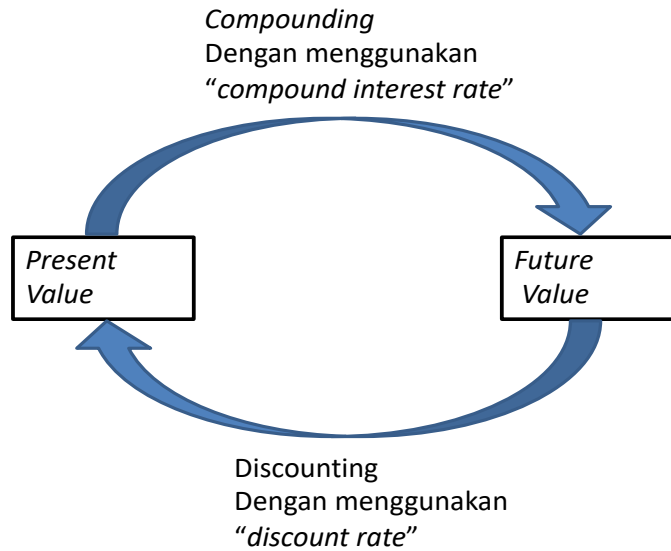 Compounding
Dengan menggunakan
“compound interest rate”
Present
Value
Future
Value
Discounting
Dengan menggunakan
“discount rate”